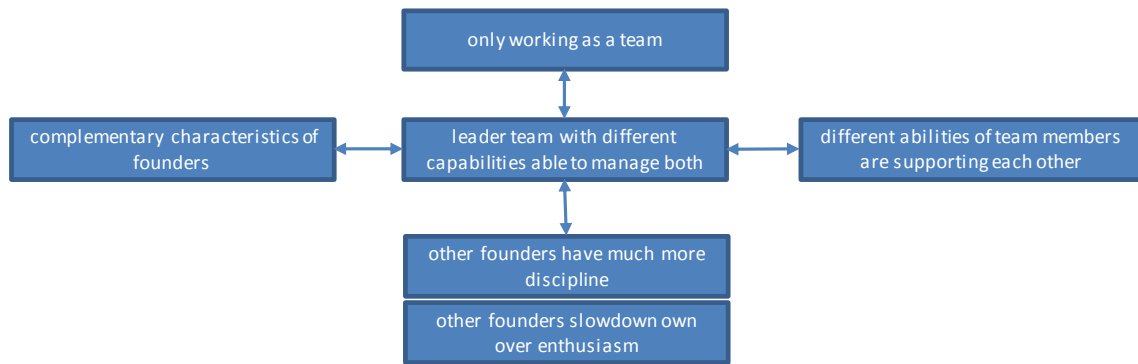 only working as a team
complementary characteristics of
founders
leader team with different
capabilities able to manage both
different abilities of team members
are supporting each other
other founders have much more
discipline
other founders slowdown own
over enthusiasm